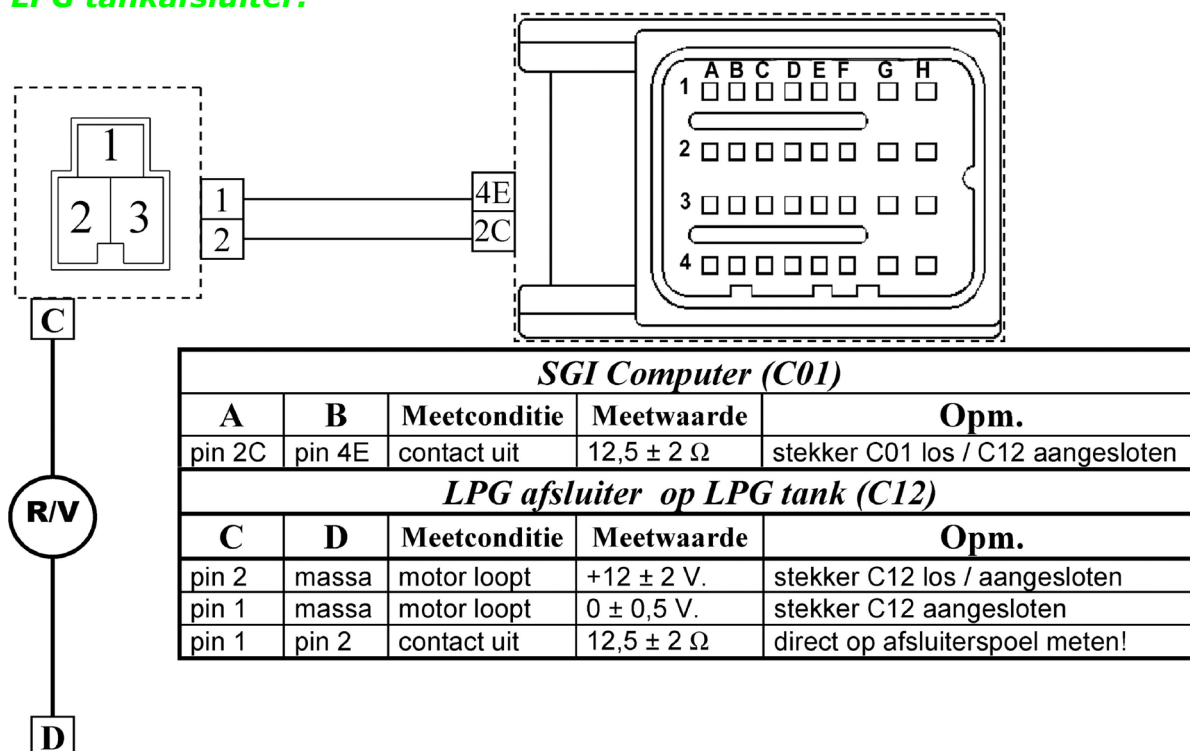 LPG tankafsluiter.
A B C D E F G H
1
2
3
4
1
2 3
1
2
4E
2C
C
R/V
D
SGI Computer (C01)
A B Meetconditie Meetwaarde Opm.
pin 2C pin 4E contact uit 12,5 ± 2 Ω stekker C01 los / C12 aangesloten
LPG afsluiter op LPG tank (C12)
C D Meetconditie Meetwaarde Opm.
pin 2 massa motor loopt +12 ± 2 V. stekker C12 los / aangesloten
pin 1 massa motor loopt 0 ± 0,5 V. stekker C12 aangesloten
pin 1 pin 2 contact uit 12,5 ± 2 Ω direct op afsluiterspoel meten!